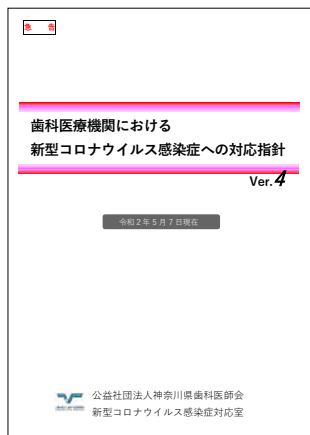 急　告
歯科医療機関における
新型コロナウイルス感染症への対応指針
Ver.4
令和２年５月７日現在
公益社団法人神奈川県歯科医師会
新型コロナウイルス感染症対応室